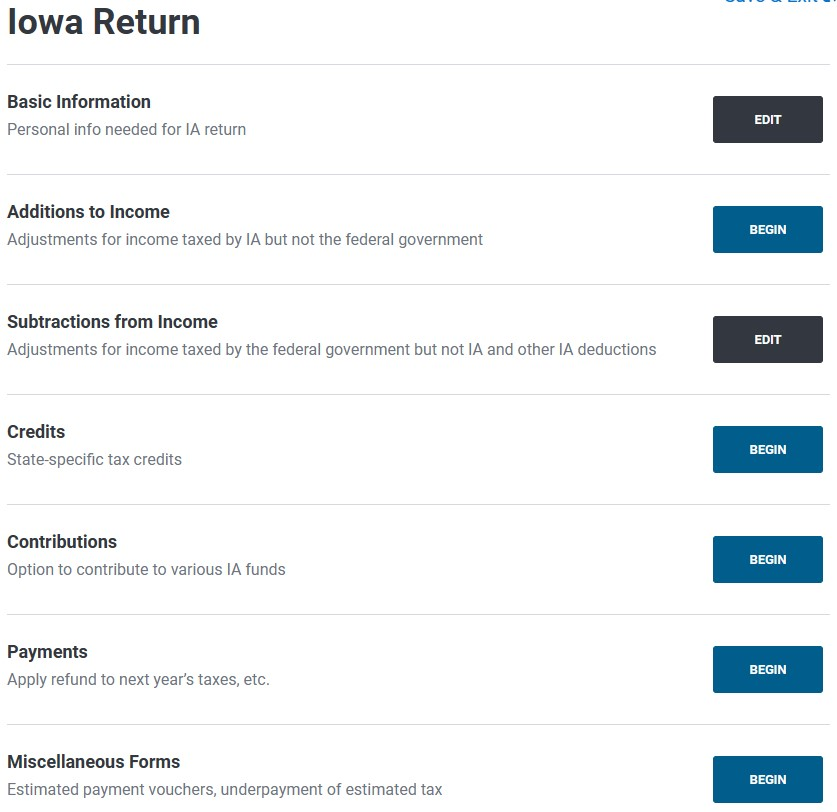 Iowa Return
Basic Information
Personal info needed for IA return
EDIT
Additions to Income
Adjustments for income taxed by IA but not the federal government
BEGIN
Subtractions from Income
Adjustments for income taxed by the federal government but not IA and other IA deductions
EDIT
Credits
State-specific tax credits
BEGIN
Contributions
Option to contribute to various IA funds
BEGIN
Payments
Apply refund to next year’s taxes, etc.
BEGIN
Miscellaneous Forms
Estimated payment vouchers, underpayment of estimated tax
BEGIN